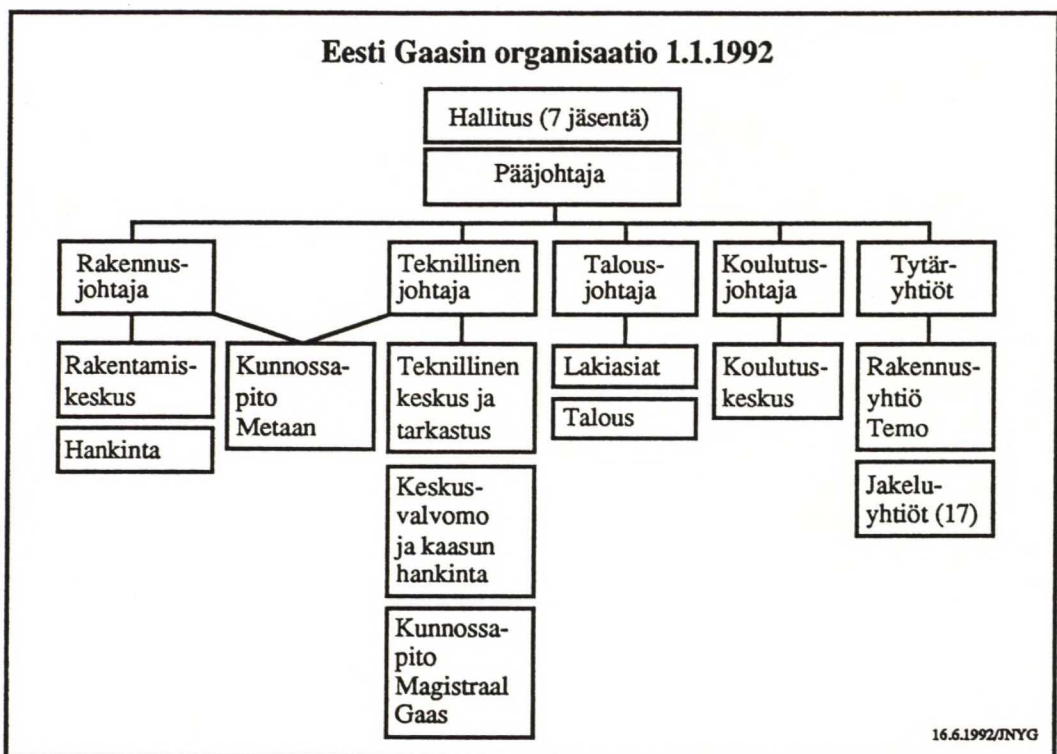 Eesti Gaasin organisaatio 1.1.1992
Hallitus (7 jäsentä)
Pääjohtaja
Rakennus-
johtaja
Teknillinen
johtaja
Talous-
johtaja
Koulutus-
johtaja
Tytär-
yhtiöt
Rakentamis-
keskus
Hankinta
Kunnossa-
pito
Metaan
Teknillinen
keskus ja
tarkastus
Keskus-
valvomo
ja kaasun
hankinta
Kunnossa-
pito
Magistraal
Gaas
Lakiasiat
Talous
Koulutus-
keskus
Rakennus-
yhtiö
Temo
Jakelu-
yhtiöt (17)
16.6.1992/JNYG